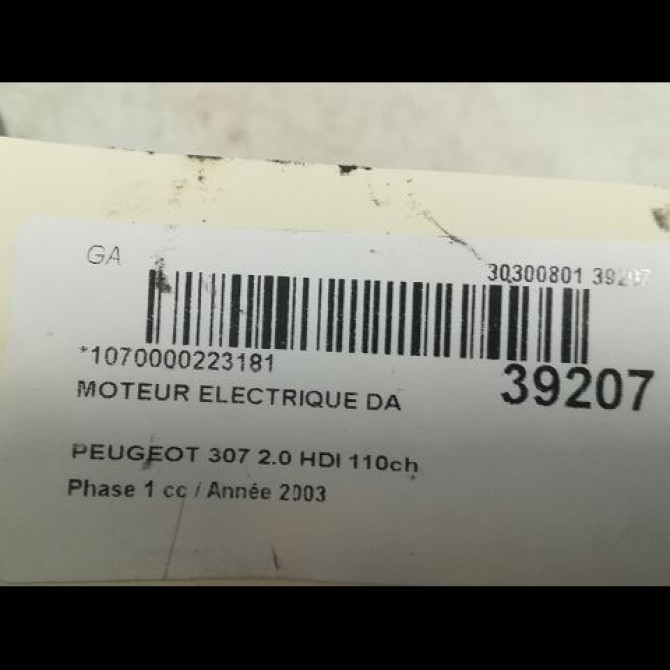 GA
30300801 39207
*1070000223181
39207
MOTEUR ELECTRIQUE DA
PEUGEOT 307 2.0 HDI 110ch
Phase 1 cc / Année 2003